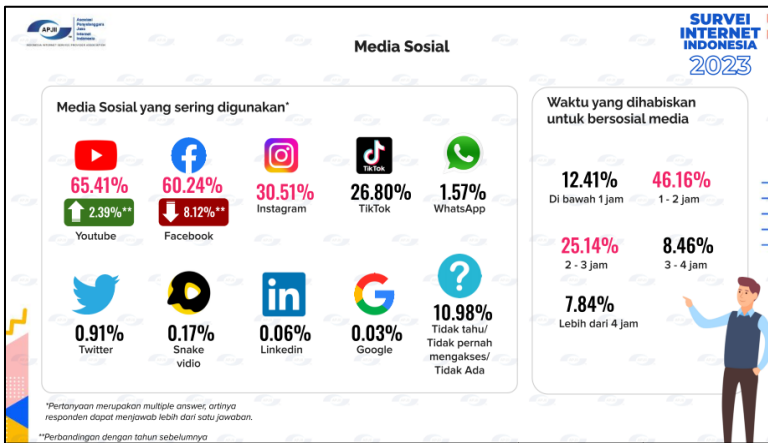 APJII
Asosiasi
Penyelenggara
Jasa
Internet
Indonesia
SURVEI
INTERNET
INDONESIA
2023
Media Sosial
Media Sosial yang sering digunakan*
65.41%
2.39%**
Youtube
60.24%
8.12%**
Facebook
30.51%
Instagram
TikTok
26.80%
TikTok
1.57%
WhatsApp
0.91%
Twitter
0.17%
Snake
vidio
in
0.06%
Linkedin
0.03%
Google
?
10.98%
Tidak tahu/
Tidak pernah
mengakses/
Tidak Ada
Waktu yang dihabiskan
untuk bersosial media
12.41%
Di bawah 1 jam
46.16%
1 - 2 jam
25.14%
2 - 3 jam
8.46%
3 - 4 jam
7.84%
Lebih dari 4 jam
*Pertanyaan merupakan multiple answer, artinya
responden dapat menjawab lebih dari satu jawaban.
**Perbandingan dengan tahun sebelumnya